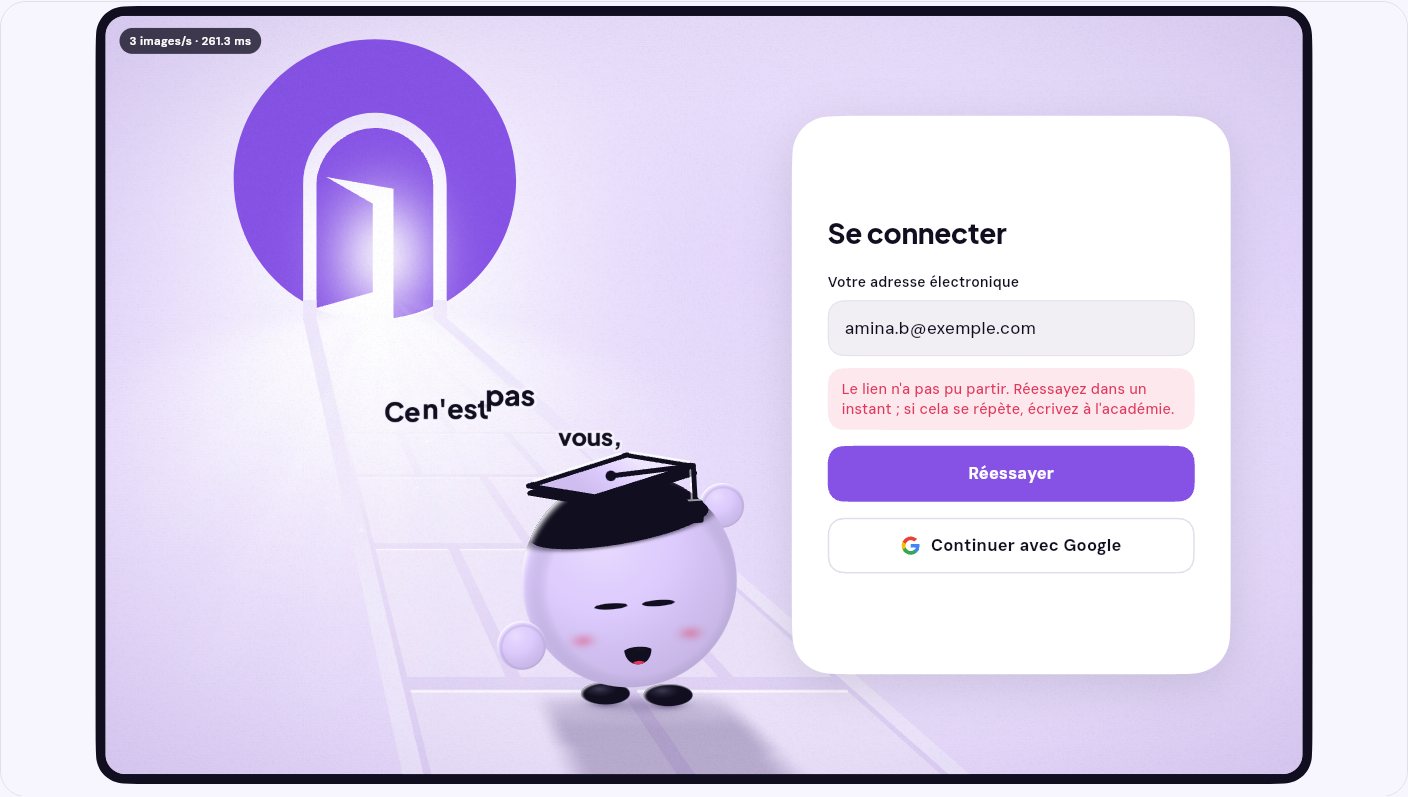 3 images/s · 261.3 ms
Ce n'est pas
vous,
Se connecter
Votre adresse électronique
amina.b@exemple.com
Le lien n'a pas pu partir. Réessayez dans un
instant ; si cela se répète, écrivez à l'académie.
Réessayer
Continuer avec Google